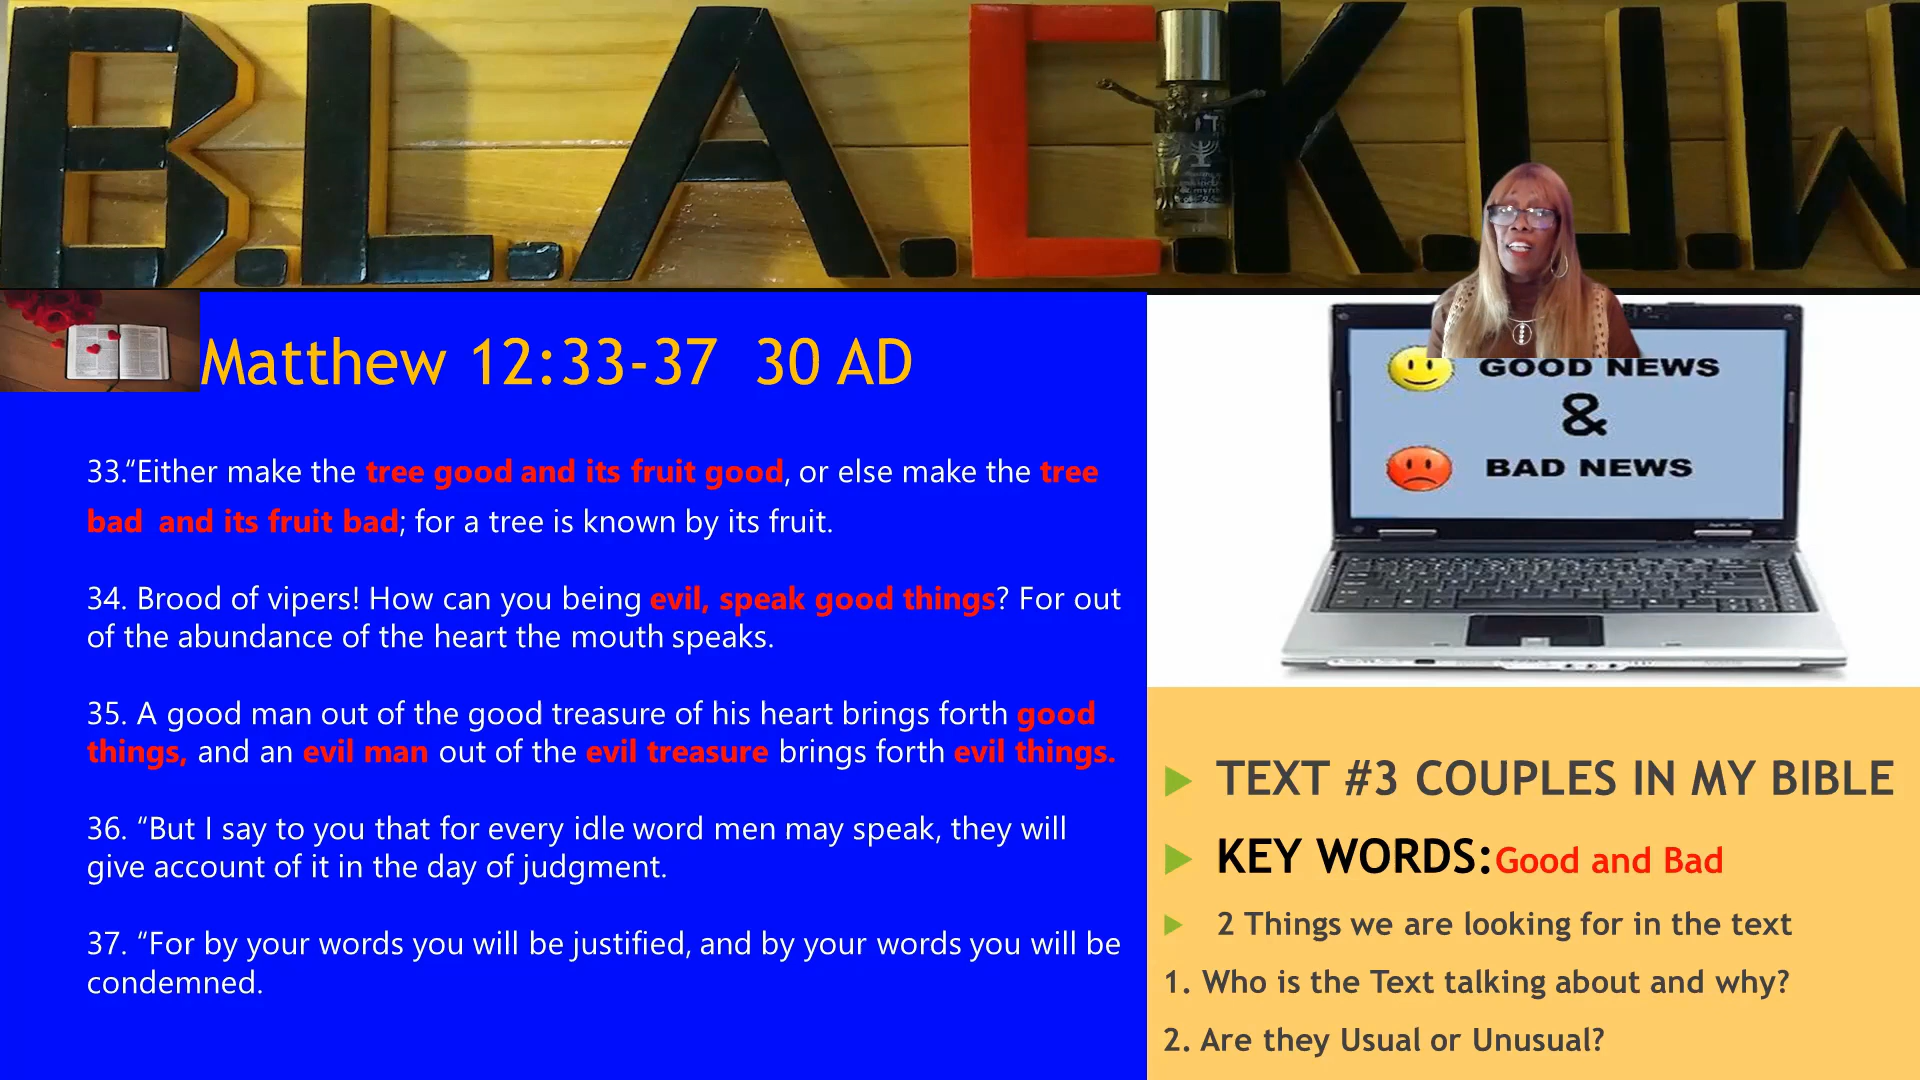 B.L.A.C.K.U.W
Matthew 12:33-37 30 AD
33.“Either make the tree good and its fruit good, or else make the tree
bad and its fruit bad; for a tree is known by its fruit.
34. Brood of vipers! How can you being evil, speak good things? For out
of the abundance of the heart the mouth speaks.
35. A good man out of the good treasure of his heart brings forth good
things, and an evil man out of the evil treasure brings forth evil things.
36. “But I say to you that for every idle word men may speak, they will
give account of it in the day of judgment.
37. “For by your words you will be justified, and by your words you will be
condemned.
GOOD NEWS
&
BAD NEWS
TEXT #3 COUPLES IN MY BIBLE
KEY WORDS:Good and Bad
2 Things we are looking for in the text
1. Who is the Text talking about and why?
2. Are they Usual or Unusual?